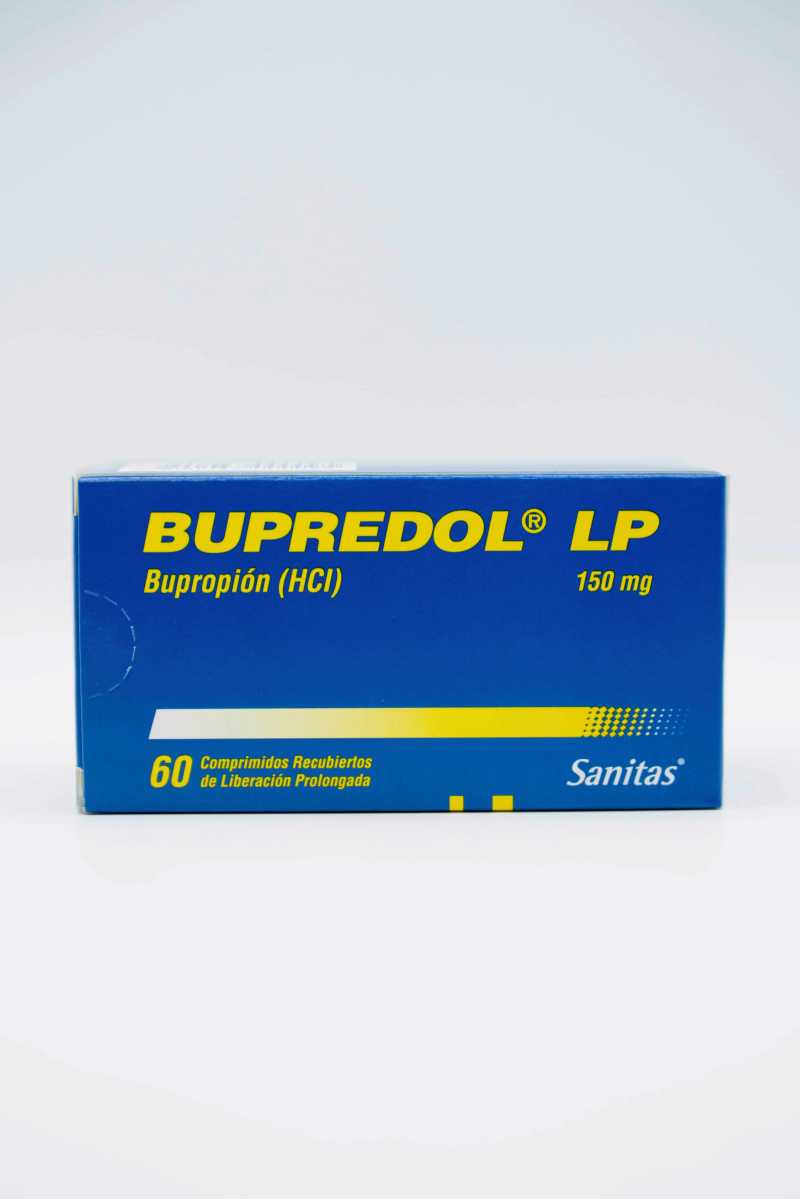 BUPREDOL® LP
Bupropión (HCl)
150 mg
60 Comprimidos Recubiertos
de Liberación Prolongada
Sanitas®